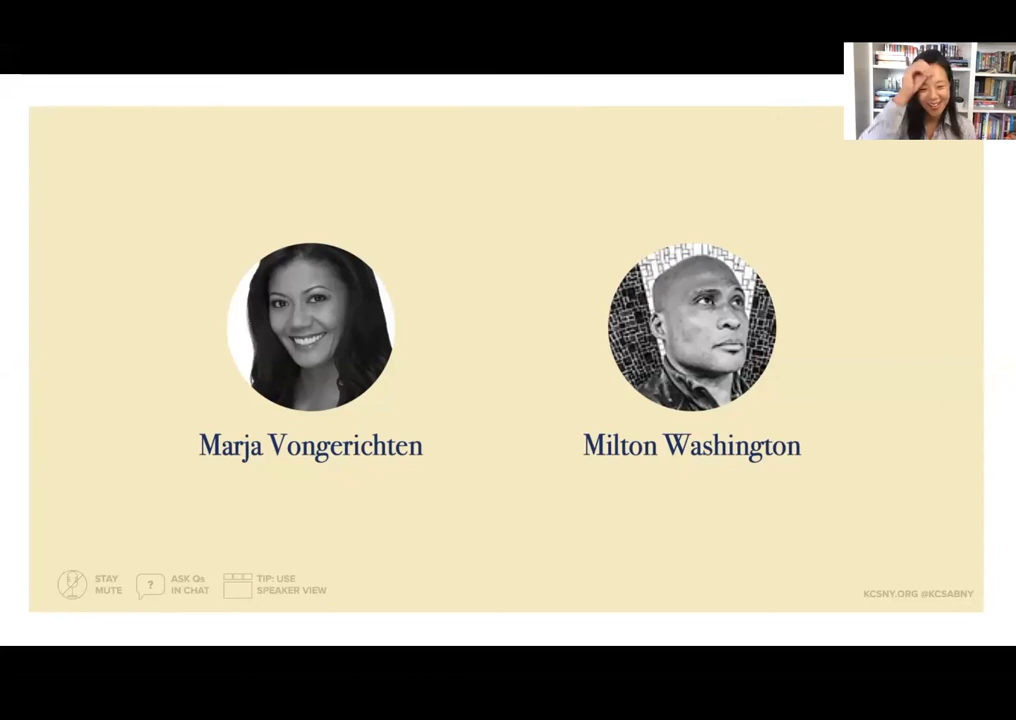 Marja Vongerichten
Milton Washington
STAY
MUTE
?
ASK Qs
IN CHAT
TIP: USE
SPEAKER VIEW
KCSNY.ORG @KCSABNY